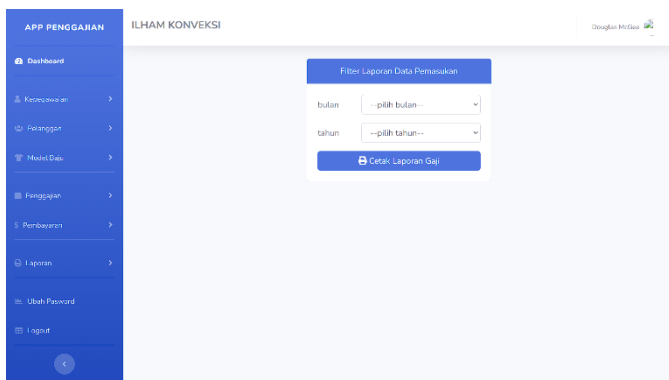 APP PENGGAJIAN
ILHAM KONVEKSI
Douglas McGee
Dashboard
Kepegawaian
Pelanggan
Model Baju
Penggajian
Pembayaran
Laporan
Ubah Pasword
Logout
Filter Laporan Data Pemasukan
bulan
--pilih bulan--
tahun
--pilih tahun--
Cetak Laporan Gaji